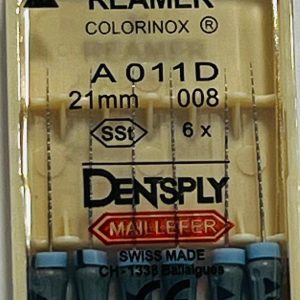 REAMER
COLORINOX ®
A 011D
21mm 008
SSt 6 x
DENTSPLY
MAILLEFER
SWISS MADE
CH - 1338 Ballaigues